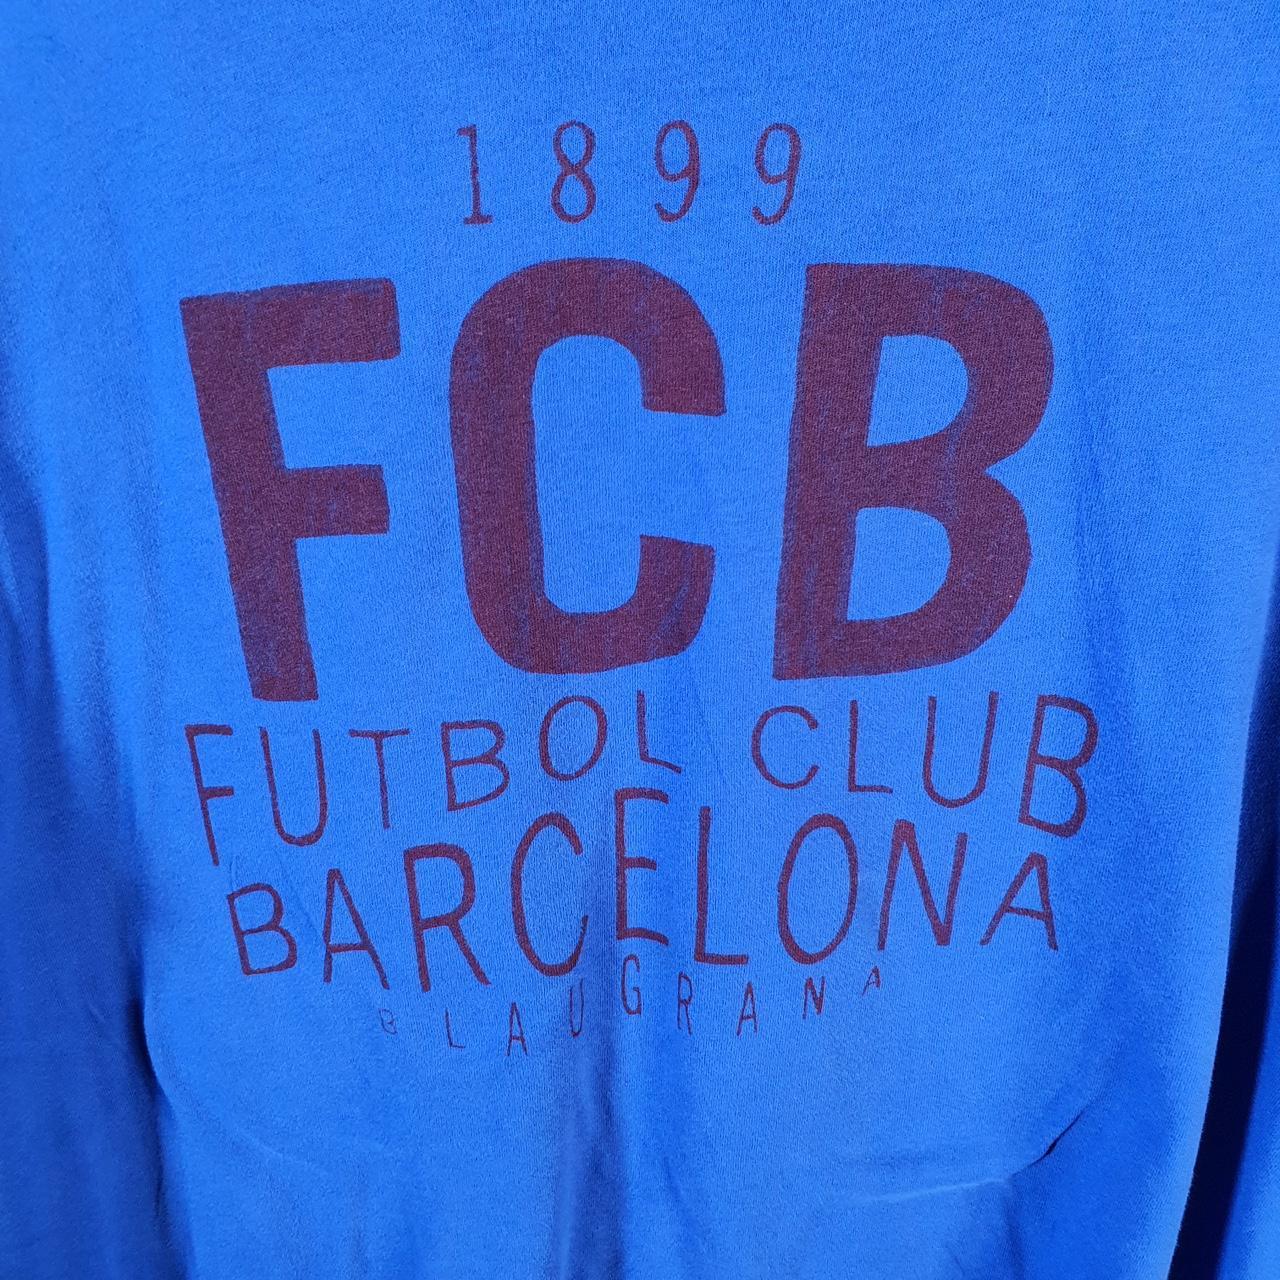 1899
FCB
FUTBOL CLUB
BARCELONA
BLAUGRANA